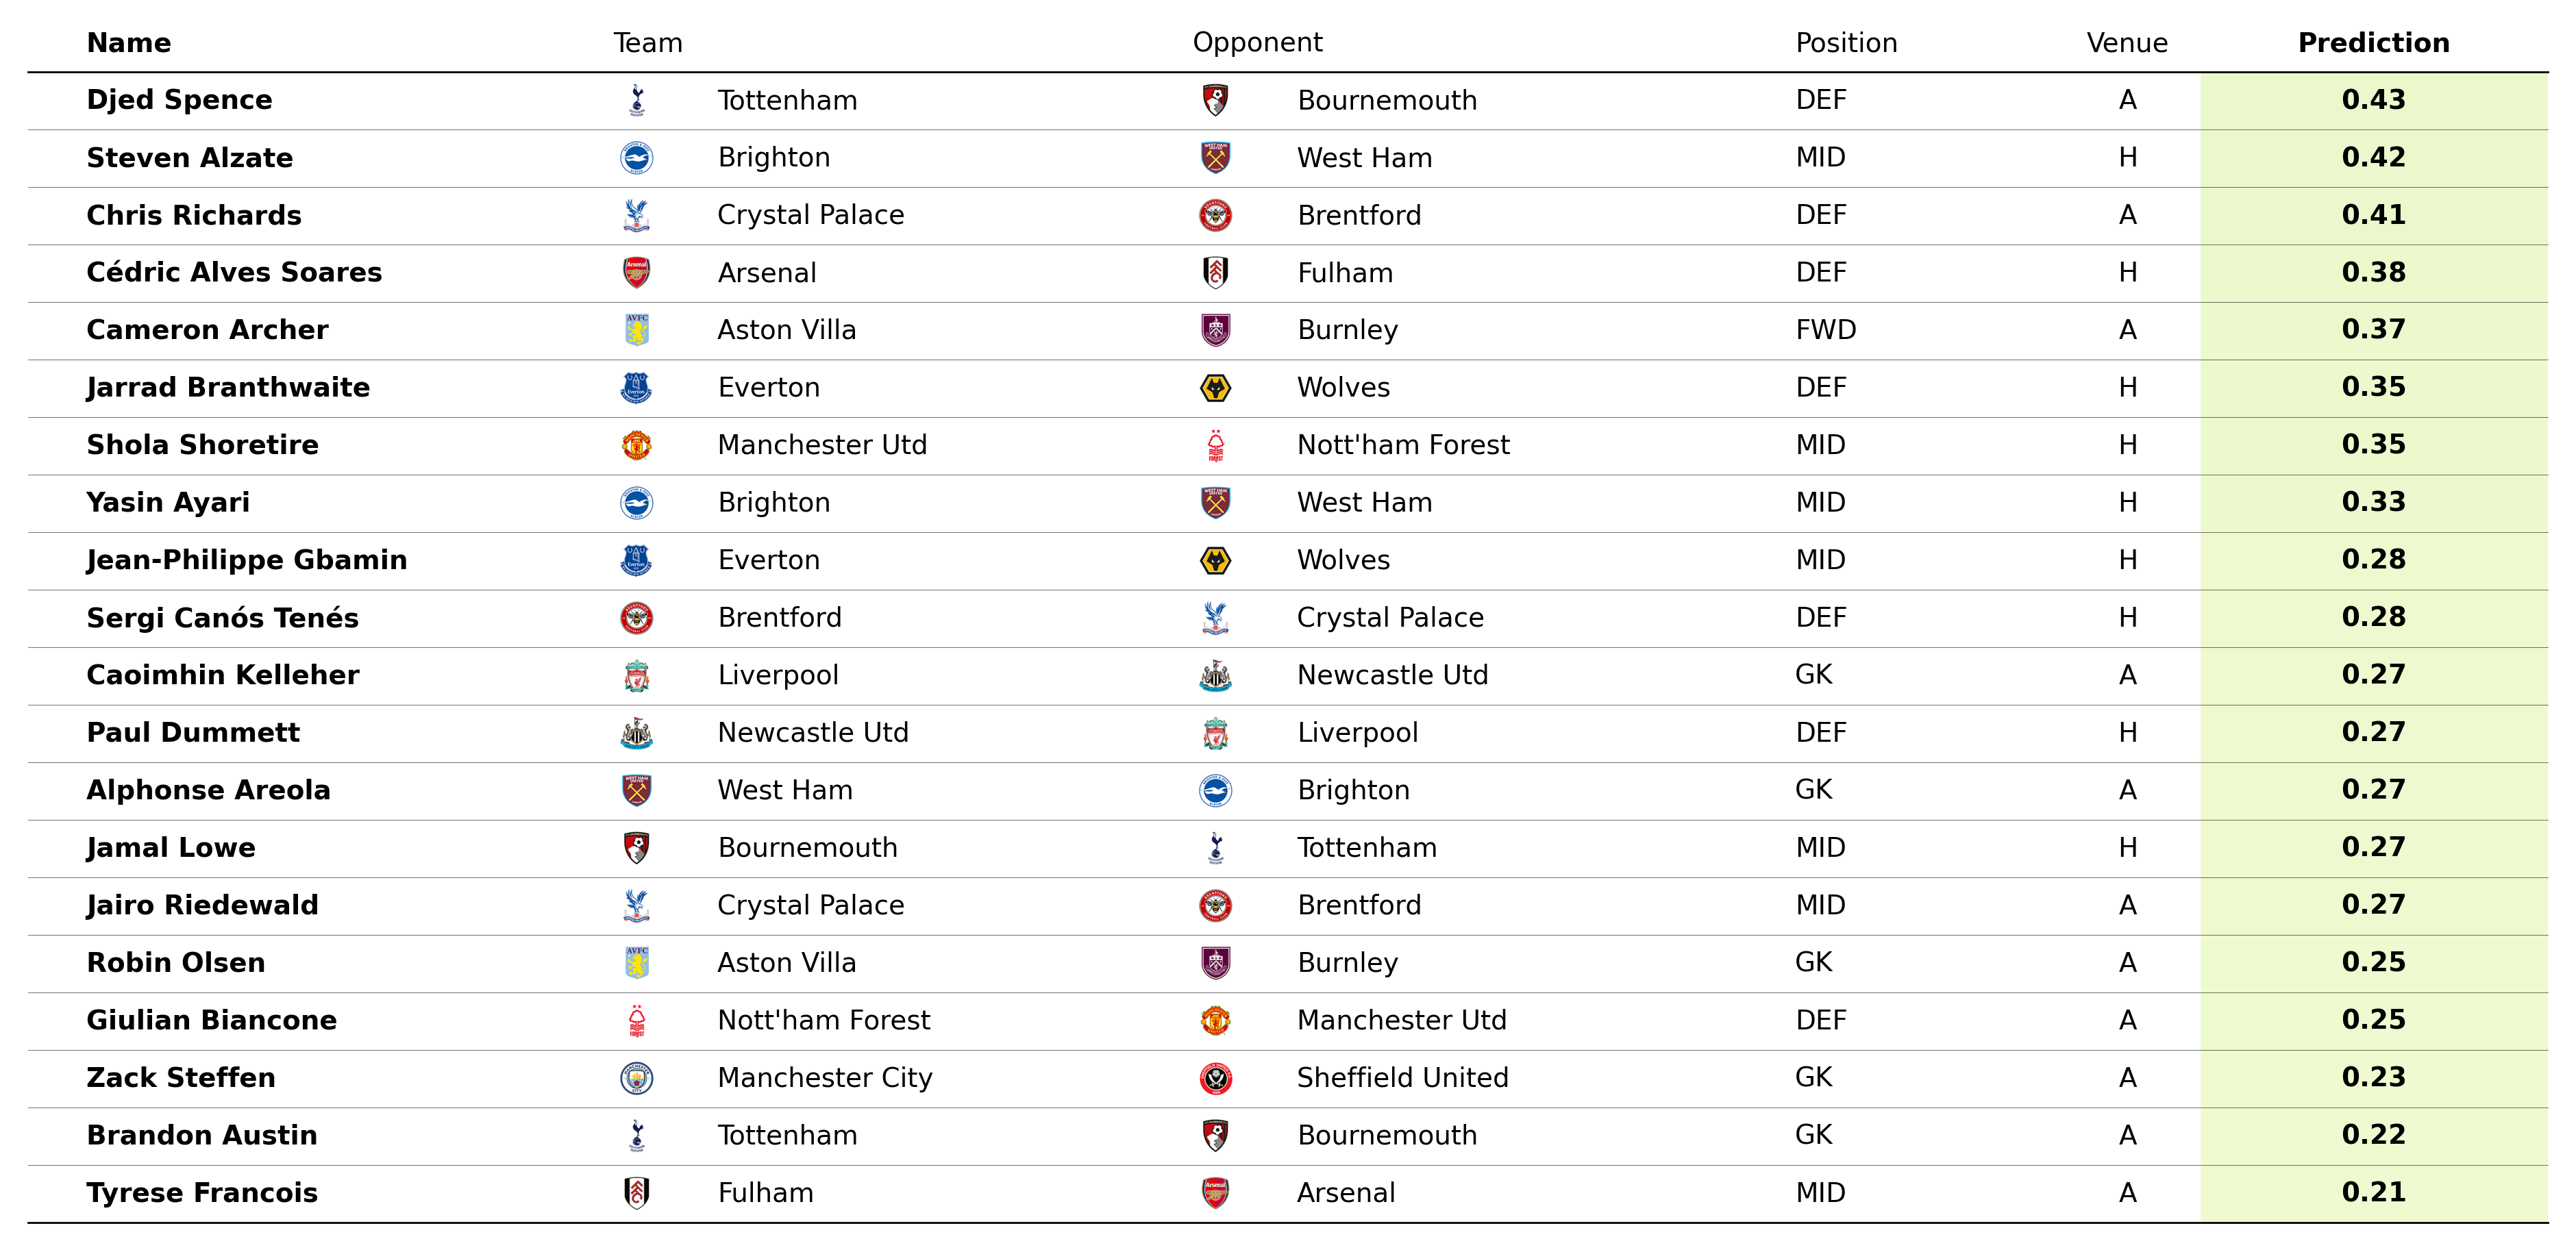 Name Team Opponent Position Venue Prediction
Djed Spence Tottenham Bournemouth DEF A 0.43
Steven Alzate Brighton West Ham MID H 0.42
Chris Richards Crystal Palace Brentford DEF A 0.41
Cédric Alves Soares Arsenal Fulham DEF H 0.38
Cameron Archer Aston Villa Burnley FWD A 0.37
Jarrad Branthwaite Everton Wolves DEF H 0.35
Shola Shoretire Manchester Utd Nott'ham Forest MID H 0.35
Yasin Ayari Brighton West Ham MID H 0.33
Jean-Philippe Gbamin Everton Wolves MID H 0.28
Sergi Canós Tenés Brentford Crystal Palace DEF H 0.28
Caoimhin Kelleher Liverpool Newcastle Utd GK A 0.27
Paul Dummett Newcastle Utd Liverpool DEF H 0.27
Alphonse Areola West Ham Brighton GK A 0.27
Jamal Lowe Bournemouth Tottenham MID H 0.27
Jairo Riedewald Crystal Palace Brentford MID A 0.27
Robin Olsen Aston Villa Burnley GK A 0.25
Giulian Biancone Nott'ham Forest Manchester Utd DEF A 0.25
Zack Steffen Manchester City Sheffield United GK A 0.23
Brandon Austin Tottenham Bournemouth GK A 0.22
Tyrese Francois Fulham Arsenal MID A 0.21